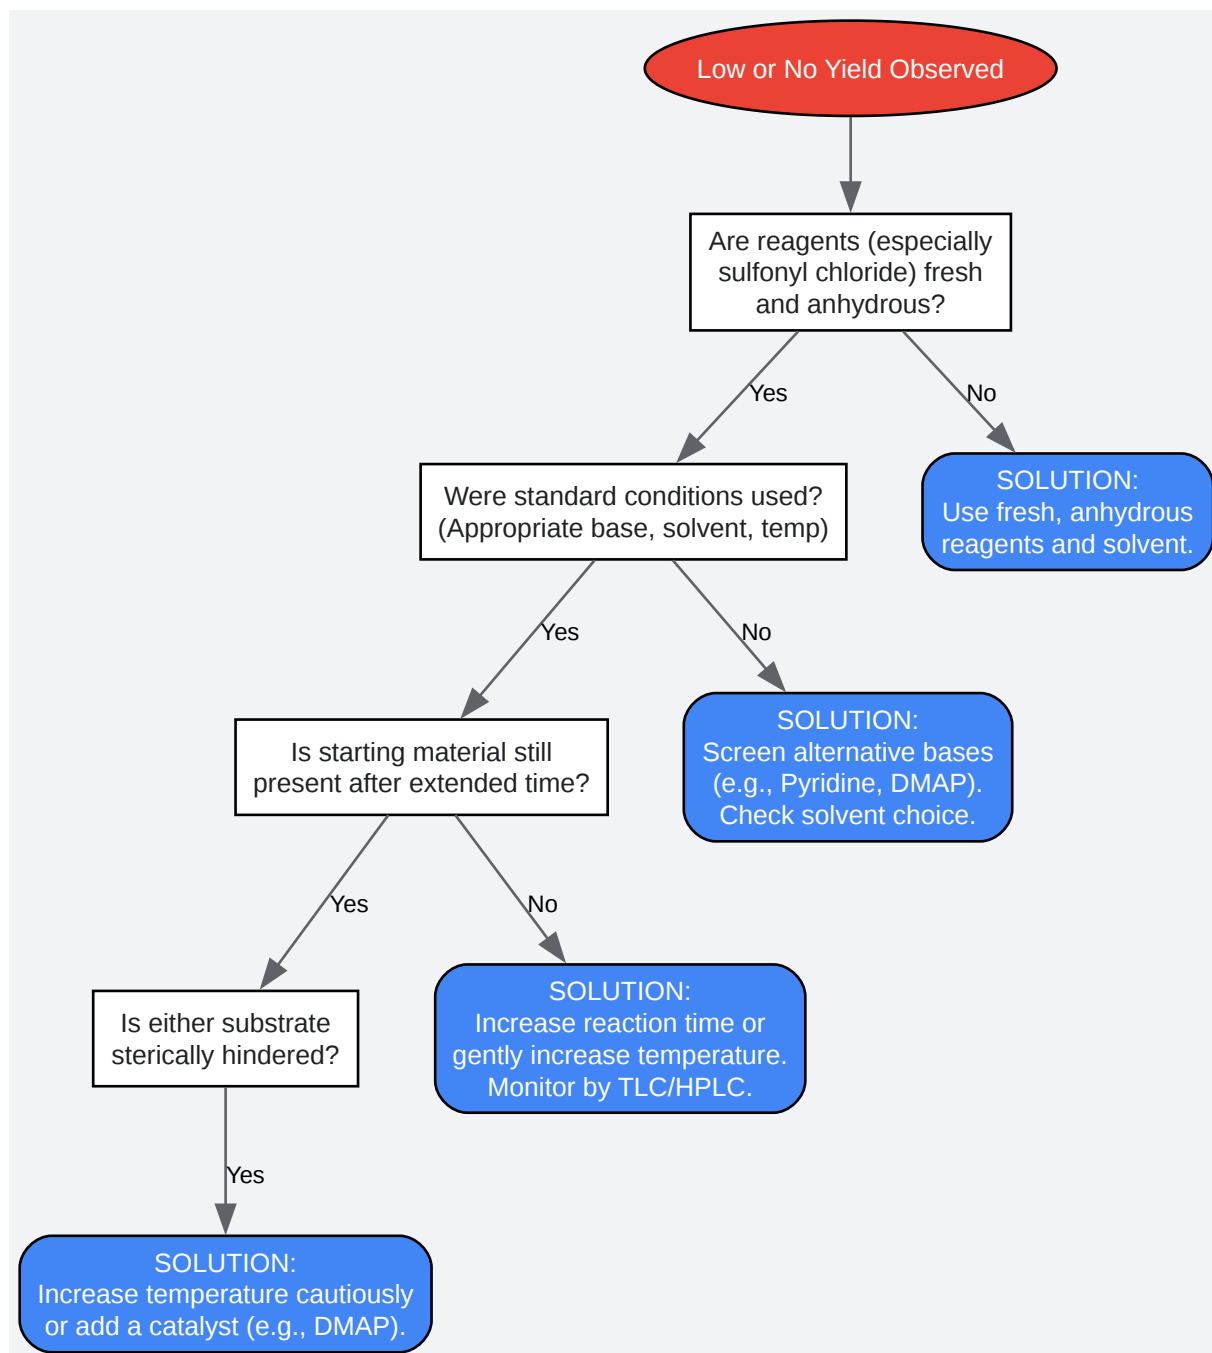 Low or No Yield Observed
Are reagents (especially
sulfonyl chloride) fresh
and anhydrous?
Yes
No
Were standard conditions used?
(Appropriate base, solvent, temp)
SOLUTION:
Use fresh, anhydrous
reagents and solvent.
Yes
No
Is starting material still
present after extended time?
SOLUTION:
Screen alternative bases
(e.g., Pyridine, DMAP).
Check solvent choice.
Yes
No
Is either substrate
sterically hindered?
SOLUTION:
Increase reaction time or
gently increase temperature.
Monitor by TLC/HPLC.
Yes
SOLUTION:
Increase temperature cautiously
or add a catalyst (e.g., DMAP).